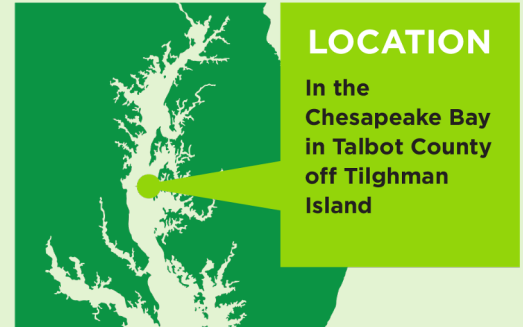 LOCATION
In the
Chesapeake Bay
in Talbot County
off Tilghman
Island